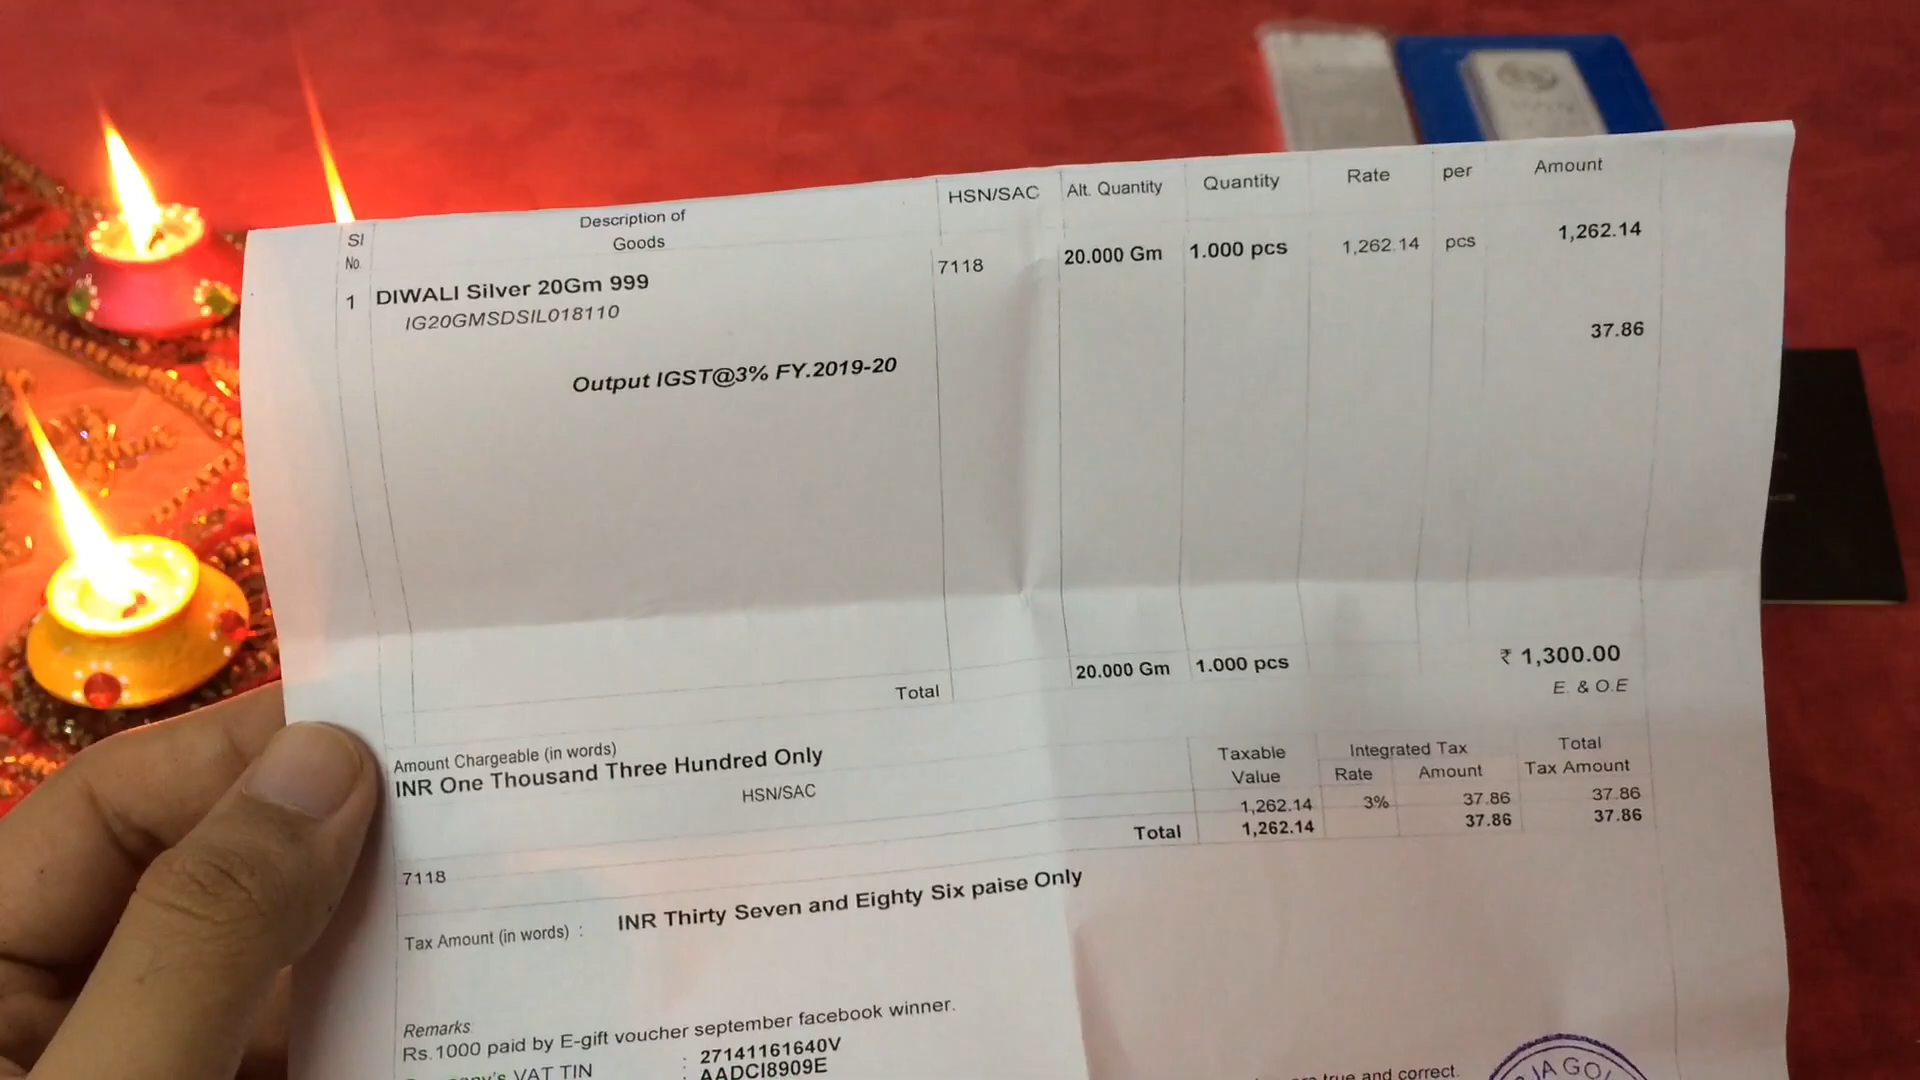 Sl No. Description of Goods HSN/SAC Alt. Quantity Quantity Rate per Amount
1 DIWALI Silver 20Gm 999 7118 20.000 Gm 1.000 pcs 1,262.14 pcs 1,262.14
IG20GMSDSIL018110
Output IGST@3% FY.2019-20 37.86
Total 20.000 Gm 1.000 pcs ₹ 1,300.00
E. & O.E
Amount Chargeable (in words)
INR One Thousand Three Hundred Only
HSN/SAC Taxable Value Integrated Tax Rate Amount Total Tax Amount
7118 1,262.14 3% 37.86 37.86
Total 1,262.14 37.86 37.86
Tax Amount (in words) : INR Thirty Seven and Eighty Six paise Only
Remarks
Rs.1000 paid by E-gift voucher september facebook winner.
VAT TIN : 27141161640V
: AADCI8909E
true and correct.